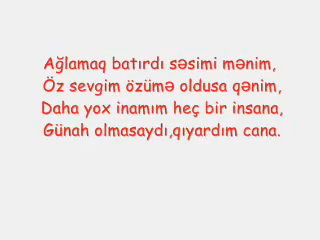 Ağlamaq batırdı səsimi mənim,
Öz sevgim özümə oldusa qənim,
Daha yox inamım heç bir insana,
Günah olmasaydı,qıyardım cana.